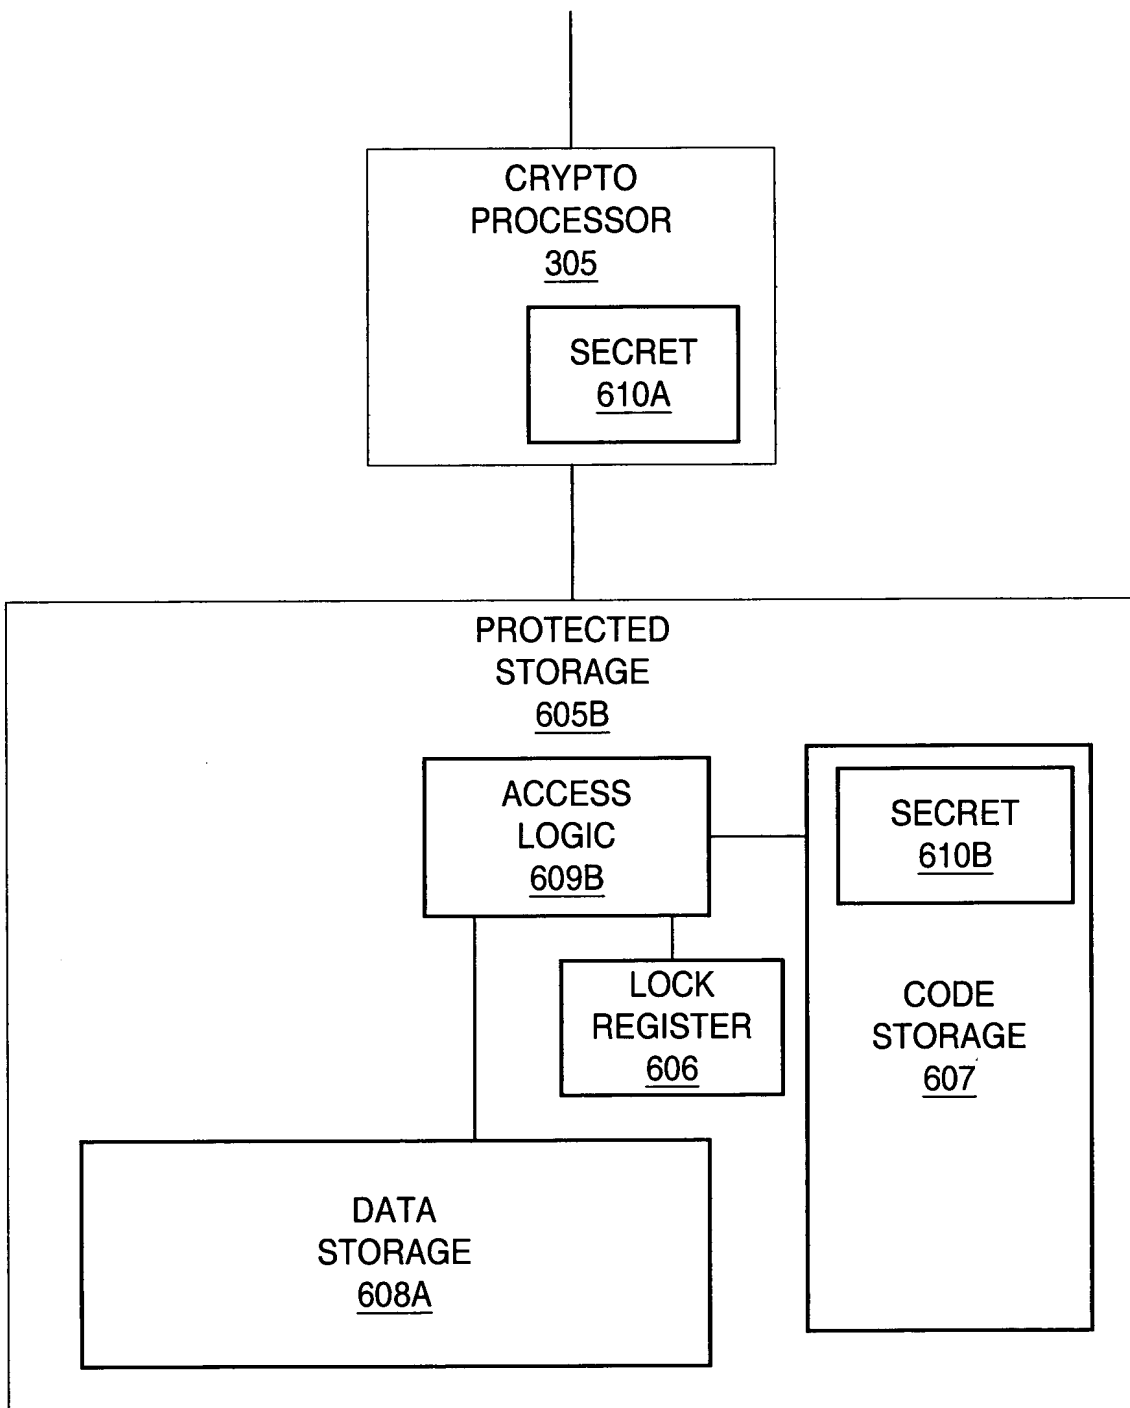 CRYPTO
PROCESSOR
305
SECRET
610A
PROTECTED
STORAGE
605B
ACCESS
LOGIC
609B
SECRET
610B
LOCK
REGISTER
606
CODE
STORAGE
607
DATA
STORAGE
608A